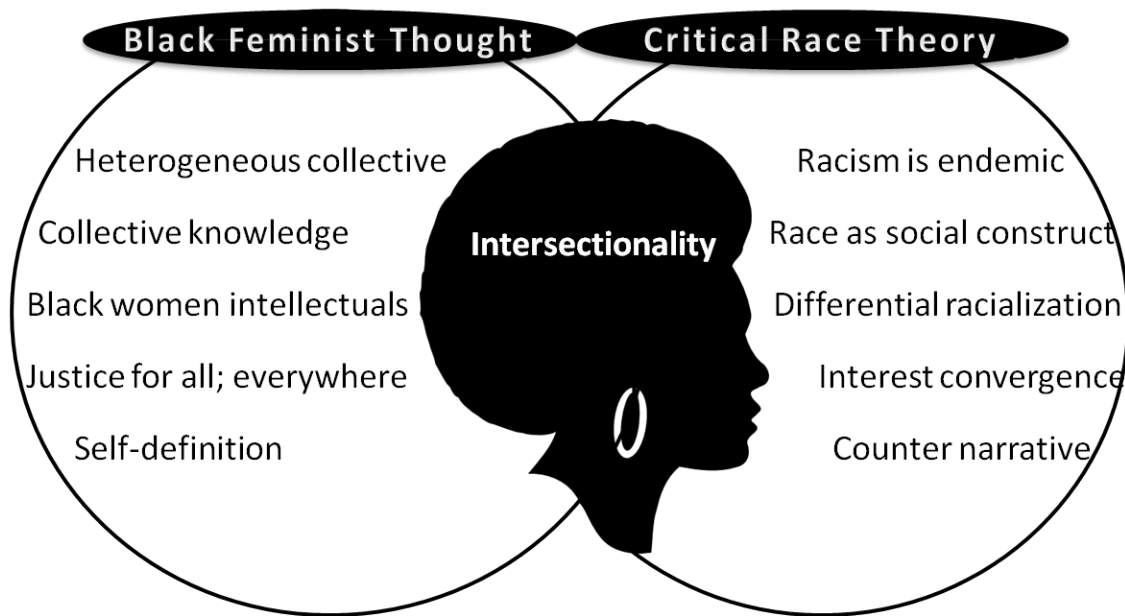 Black Feminist Thought
Critical Race Theory
Heterogeneous collective
Collective knowledge
Black women intellectuals
Justice for all; everywhere
Self-definition
Intersectionality
Racism is endemic
Race as social construct
Differential racialization
Interest convergence
Counter narrative